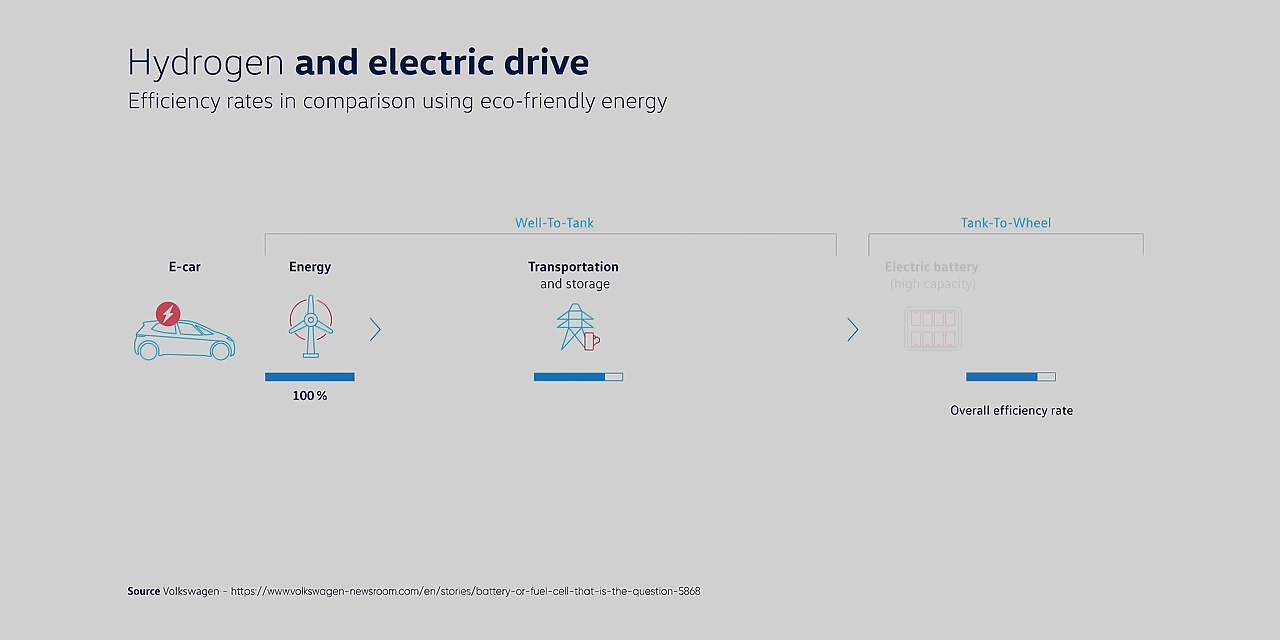 Hydrogen and electric drive
Efficiency rates in comparison using eco-friendly energy
Well-To-Tank
Tank-To-Wheel
E-car
Energy
Transportation
and storage
Electric battery
(high capacity)
100 %
Overall efficiency rate
Source Volkswagen - https://www.volkswagen-newsroom.com/en/stories/battery-or-fuel-cell-that-is-the-question-5868